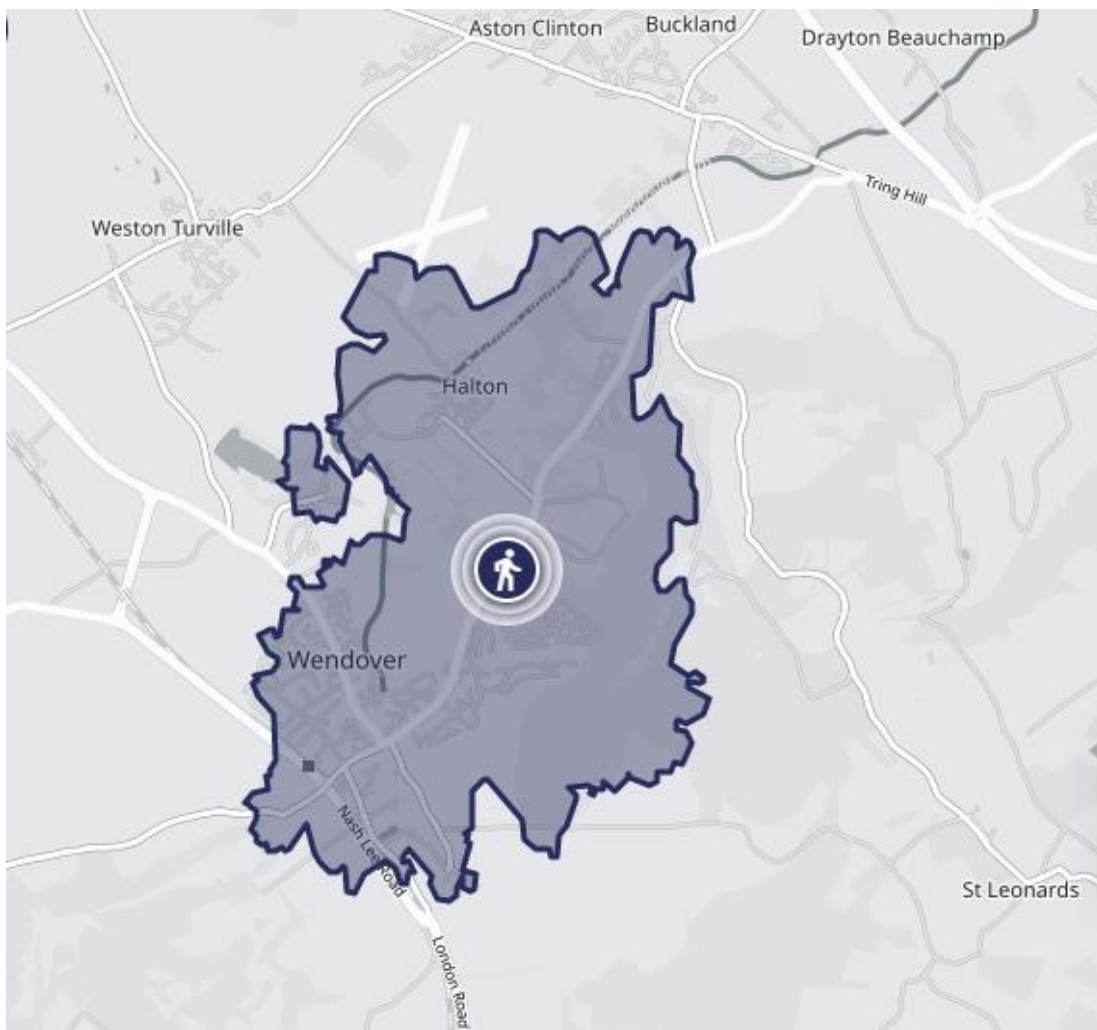 Aston Clinton
Buckland
Drayton Beauchamp
Tring Hill
Weston Turville
Halton
Wendover
Nash Lee Road
St Leonards
London Road